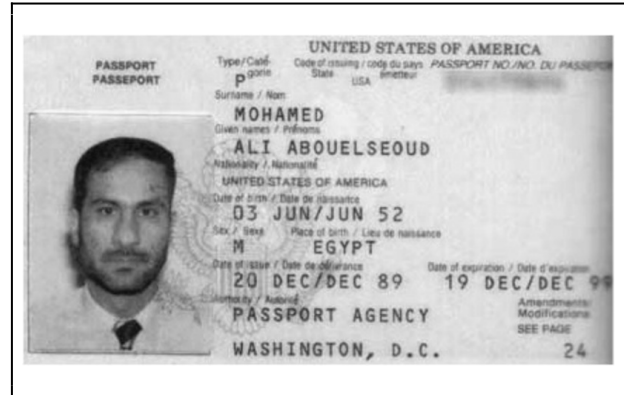 UNITED STATES OF AMERICA
PASSPORT
PASSEPORT
Type/Caté-
gorie
P
Code of issuing / code du pays
State
USA
émetteur
PASSPORT NO./NO. DU PASSEPOR
Surname / Nom
MOHAMED
Given names / Prénoms
ALI ABOUELSEOUD
Nationality / Nationalité
UNITED STATES OF AMERICA
Date of birth / Date de naissance
03 JUN/JUN 52
Sex / Sexe Place of birth / Lieu de naissance
M EGYPT
Date of issue / Date de délivrance Date of expiration / Date d'expiration
20 DEC/DEC 89 19 DEC/DEC 99
Authority / Autorité
PASSPORT AGENCY
Amendments/
Modifications
SEE PAGE
WASHINGTON, D.C. 24